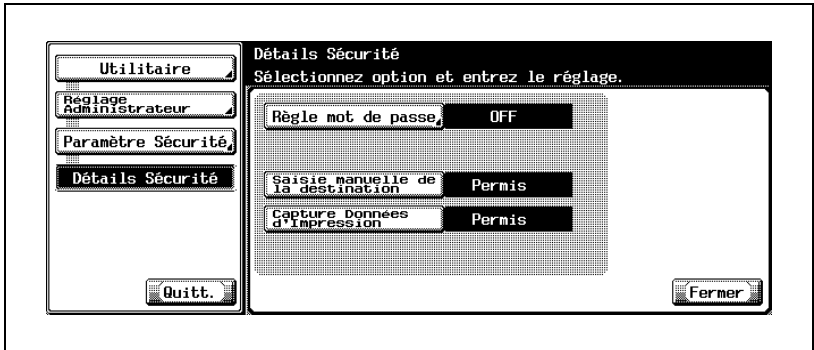 Utilitaire
Réglage
Administrateur
Paramètre Sécurité
Détails Sécurité
Quitt.
Détails Sécurité
Sélectionnez option et entrez le réglage.
Règle mot de passe OFF
Saisie manuelle de
la destination Permis
Capture Données
d'Impression Permis
Fermer